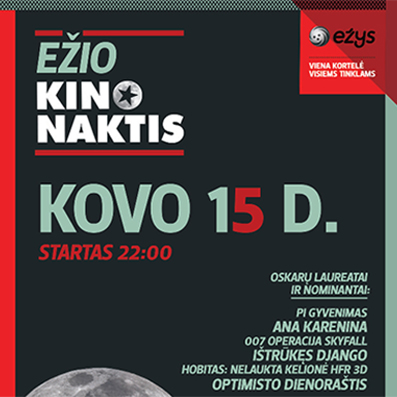 ežys
VIENA KORTELĖ
VISIEMS TINKLAMS
EŽIO
KINO
NAKTIS
KOVO 15 D.
STARTAS 22:00
OSKARŲ LAUREATAI
IR NOMINANTAI:
PI GYVENIMAS
ANA KARENINA
007 OPERACIJA SKYFALL
IŠTRŪKĘS DJANGO
HOBITAS: NELAUKTA KELIONĖ HFR 3D
OPTIMISTO DIENORAŠTIS